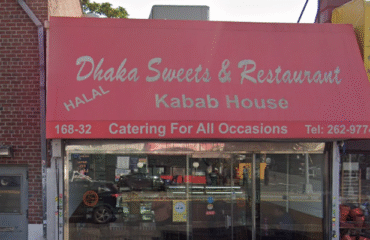 Dhaka Sweets & Restaurant
HALAL
Kabab House
168-32 Catering For All Occasions Tel: 262-977